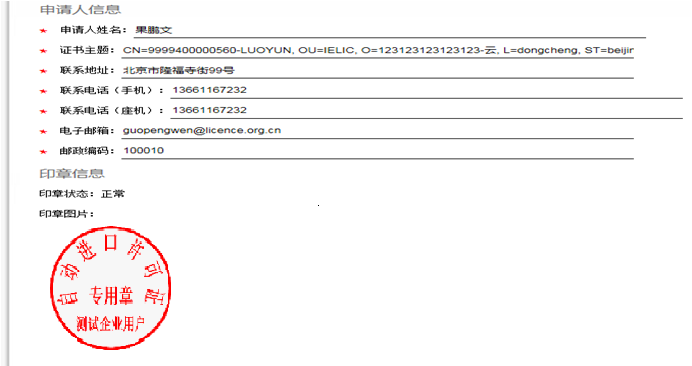 申请人信息
★ 申请人姓名： 果鹏文
★ 证书主题： CN=9999400000560-LUOYUN, OU=IELIC, O=123123123123123-云, L=dongcheng, ST=beijin
★ 联系地址： 北京市隆福寺街99号
★ 联系电话（手机）： 13661167232
★ 联系电话（座机）： 13661167232
★ 电子邮箱： guopengwen@licence.org.cn
★ 邮政编码： 100010
印章信息
印章状态： 正常
印章图片：
自动进口许可证
专用章
测试企业用户